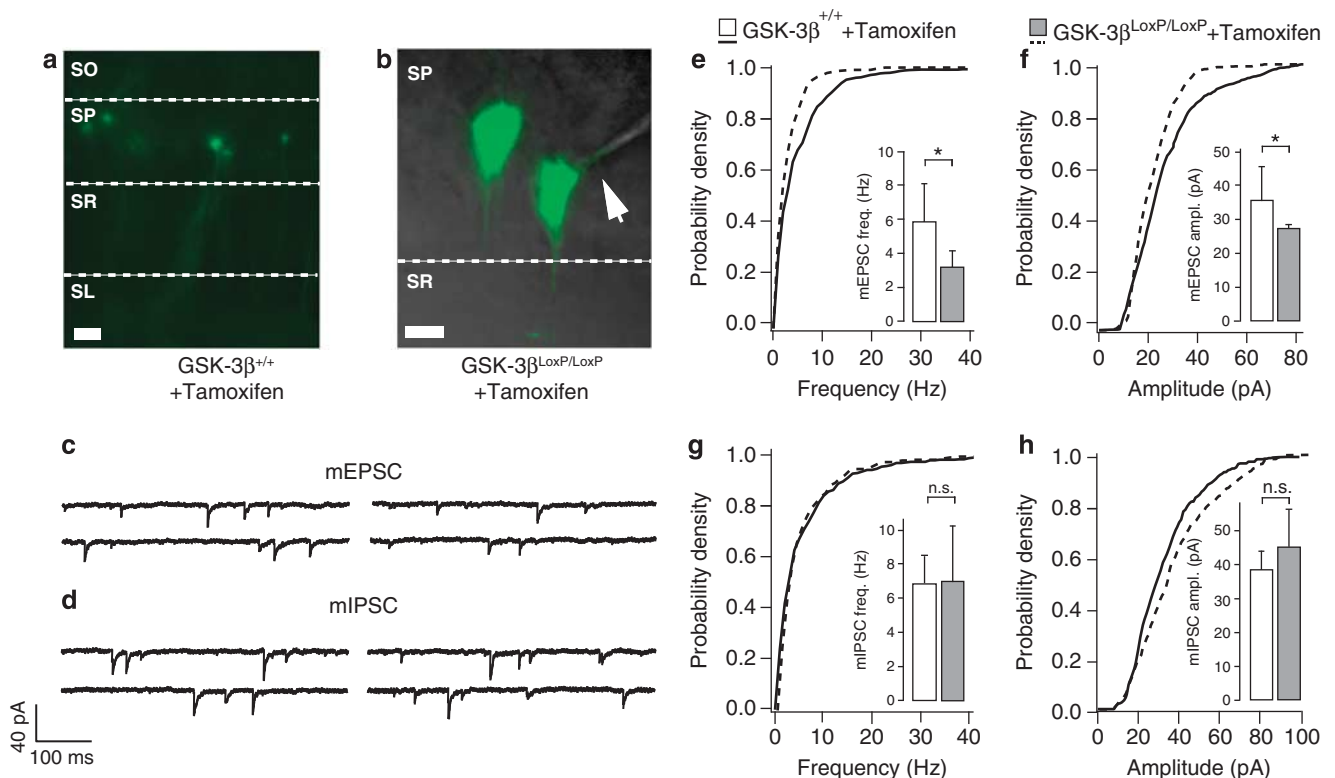 GSK-3β+/++Tamoxifen
GSK-3βLoxP/LoxP+Tamoxifen
a
SO
SP
SR
SL
GSK-3β+/+
+Tamoxifen
b
SP
SR
GSK-3βLoxP/LoxP
+Tamoxifen
c
mEPSC
d
mIPSC
40 pA
100 ms
e
Probability density
1.0
0.8
0.6
0.4
0.2
0.0
0 10 20 30 40
Frequency (Hz)
mEPSC freq. (Hz)
10
8
6
4
2
0
*
f
Probability density
1.0
0.8
0.6
0.4
0.2
0.0
0 20 40 60 80
Amplitude (pA)
mEPSC ampl. (pA)
50
40
30
20
10
0
*
g
Probability density
1.0
0.8
0.6
0.4
0.2
0.0
0 10 20 30 40
Frequency (Hz)
mIPSC freq. (Hz)
10
8
6
4
2
0
n.s.
h
Probability density
1.0
0.8
0.6
0.4
0.2
0.0
0 20 40 60 80 100
Amplitude (pA)
mIPSC ampl. (pA)
50
40
30
20
10
0
n.s.